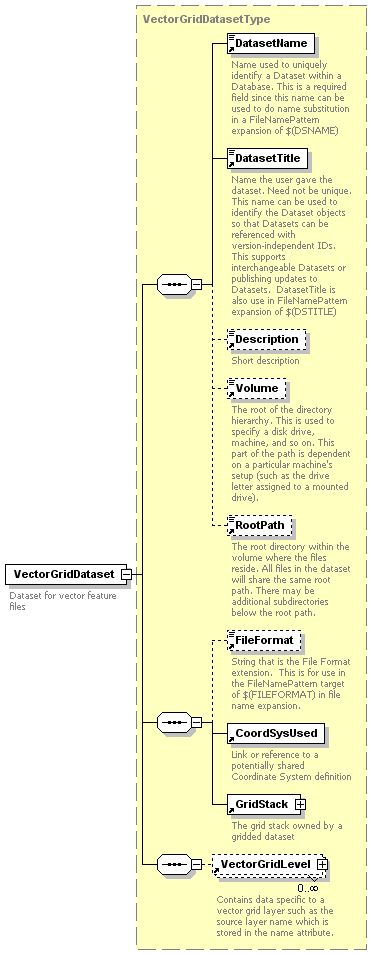 VectorGridDatasetType
DatasetName
Name used to uniquely
identify a Dataset within a
Database. This is a required
field since this name can be
used to do name substitution
in a FileNamePattern
expansion of $(DSNAME)
DatasetTitle
Name the user gave the
dataset. Need not be unique.
This name can be used to
identify the Dataset objects
so that Datasets can be
referenced with
version-independent IDs.
This supports
interchangeable Datasets or
publishing updates to
Datasets.  DatasetTitle is
also use in FileNamePattern
expansion of $(DSTITLE)
Description
Short description
Volume
The root of the directory
hierarchy. This is used to
specify a disk drive,
machine, and so on. This
part of the path is dependent
on a particular machine's
setup (such as the drive
letter assigned to a mounted
drive).
RootPath
The root directory within the
volume where the files
reside. All files in the dataset
will share the same root
path. There may be
additional subdirectories
below the root path.
VectorGridDataset
Dataset for vector feature
files
FileFormat
String that is the File Format
extension.  This is for use in
the FileNamePattern target
of $(FILEFORMAT) in file
name expansion.
CoordSysUsed
Link or reference to a
potentially shared
Coordinate System definition
GridStack
The grid stack owned by a
gridded dataset
VectorGridLevel
0..∞
Contains data specific to a
vector grid layer such as the
source layer name which is
stored in the name attribute.